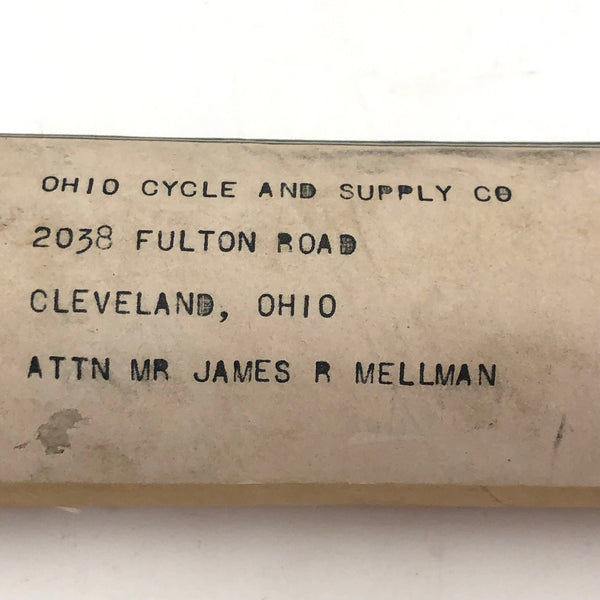 OHIO CYCLE AND SUPPLY CO
2038 FULTON ROAD
CLEVELAND, OHIO
ATTN MR JAMES R MELLMAN